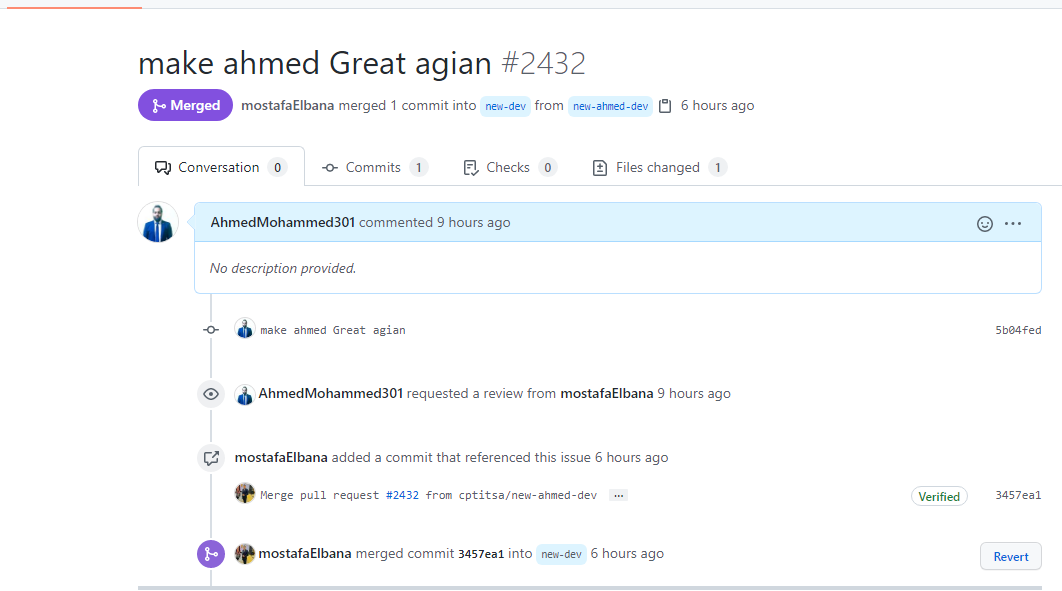 make ahmed Great agian #2432
Merged mostafaElbana merged 1 commit into new-dev from new-ahmed-dev 6 hours ago
Conversation 0 Commits 1 Checks 0 Files changed 1
AhmedMohammed301 commented 9 hours ago ...
No description provided.
make ahmed Great agian 5b04fed
AhmedMohammed301 requested a review from mostafaElbana 9 hours ago
mostafaElbana added a commit that referenced this issue 6 hours ago
Merge pull request #2432 from cptitsa/new-ahmed-dev ... Verified 3457ea1
mostafaElbana merged commit 3457ea1 into new-dev 6 hours ago Revert